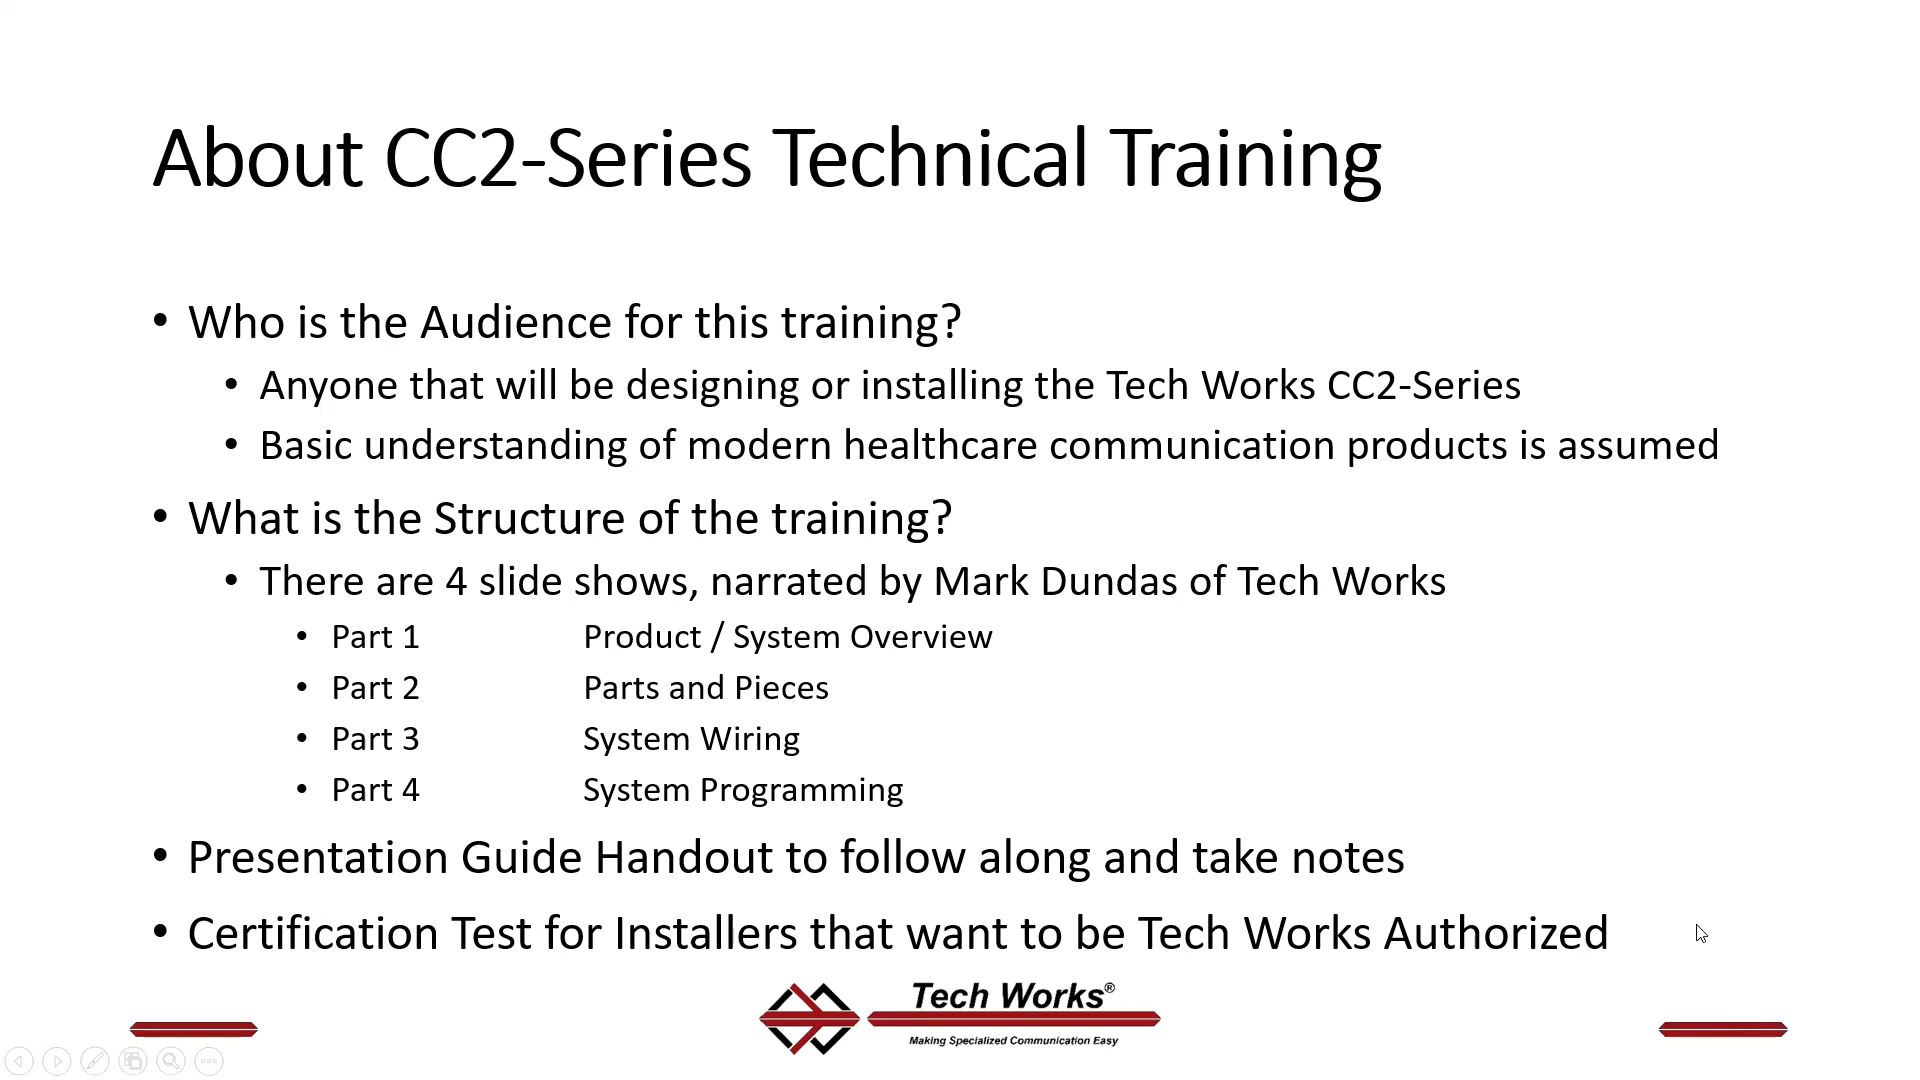 About CC2-Series Technical Training
• Who is the Audience for this training?
• Anyone that will be designing or installing the Tech Works CC2-Series
• Basic understanding of modern healthcare communication products is assumed
• What is the Structure of the training?
• There are 4 slide shows, narrated by Mark Dundas of Tech Works
• Part 1 Product / System Overview
• Part 2 Parts and Pieces
• Part 3 System Wiring
• Part 4 System Programming
• Presentation Guide Handout to follow along and take notes
• Certification Test for Installers that want to be Tech Works Authorized
Tech Works®
Making Specialized Communication Easy